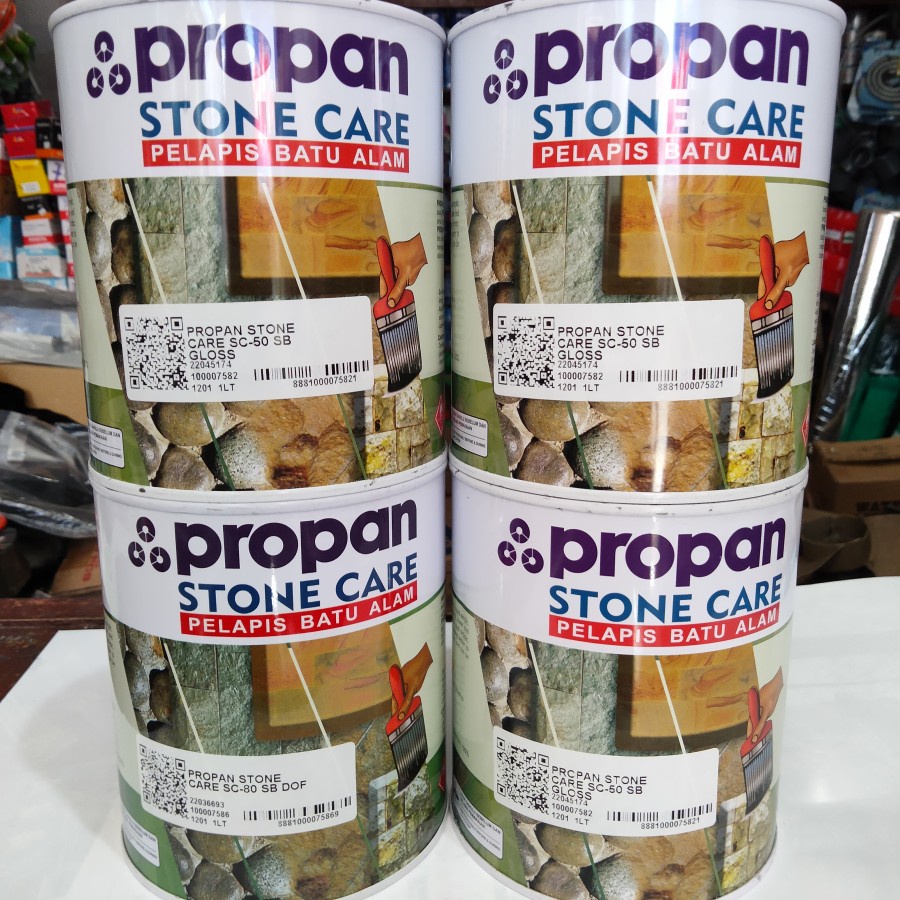 propan
STONE CARE
PELAPIS BATU ALAM
PROPAN STONE
CARE SC-50 SB
GLOSS
22045174
100007582
1201 1LT
8881000075821
propan
STONE CARE
PELAPIS BATU ALAM
PROPAN STONE
CARE SC-50 SB
GLOSS
22045174
100007582
1201 1LT
8881000075821
propan
STONE CARE
PELAPIS BATU ALAM
PROPAN STONE
CARE SC-80 SB DOF
22036693
100007586
1201 1LT
8881000075869
propan
STONE CARE
PELAPIS BATU ALAM
PROPAN STONE
CARE SC-50 SB
GLOSS
22045174
100007582
1201 1LT
8881000075821